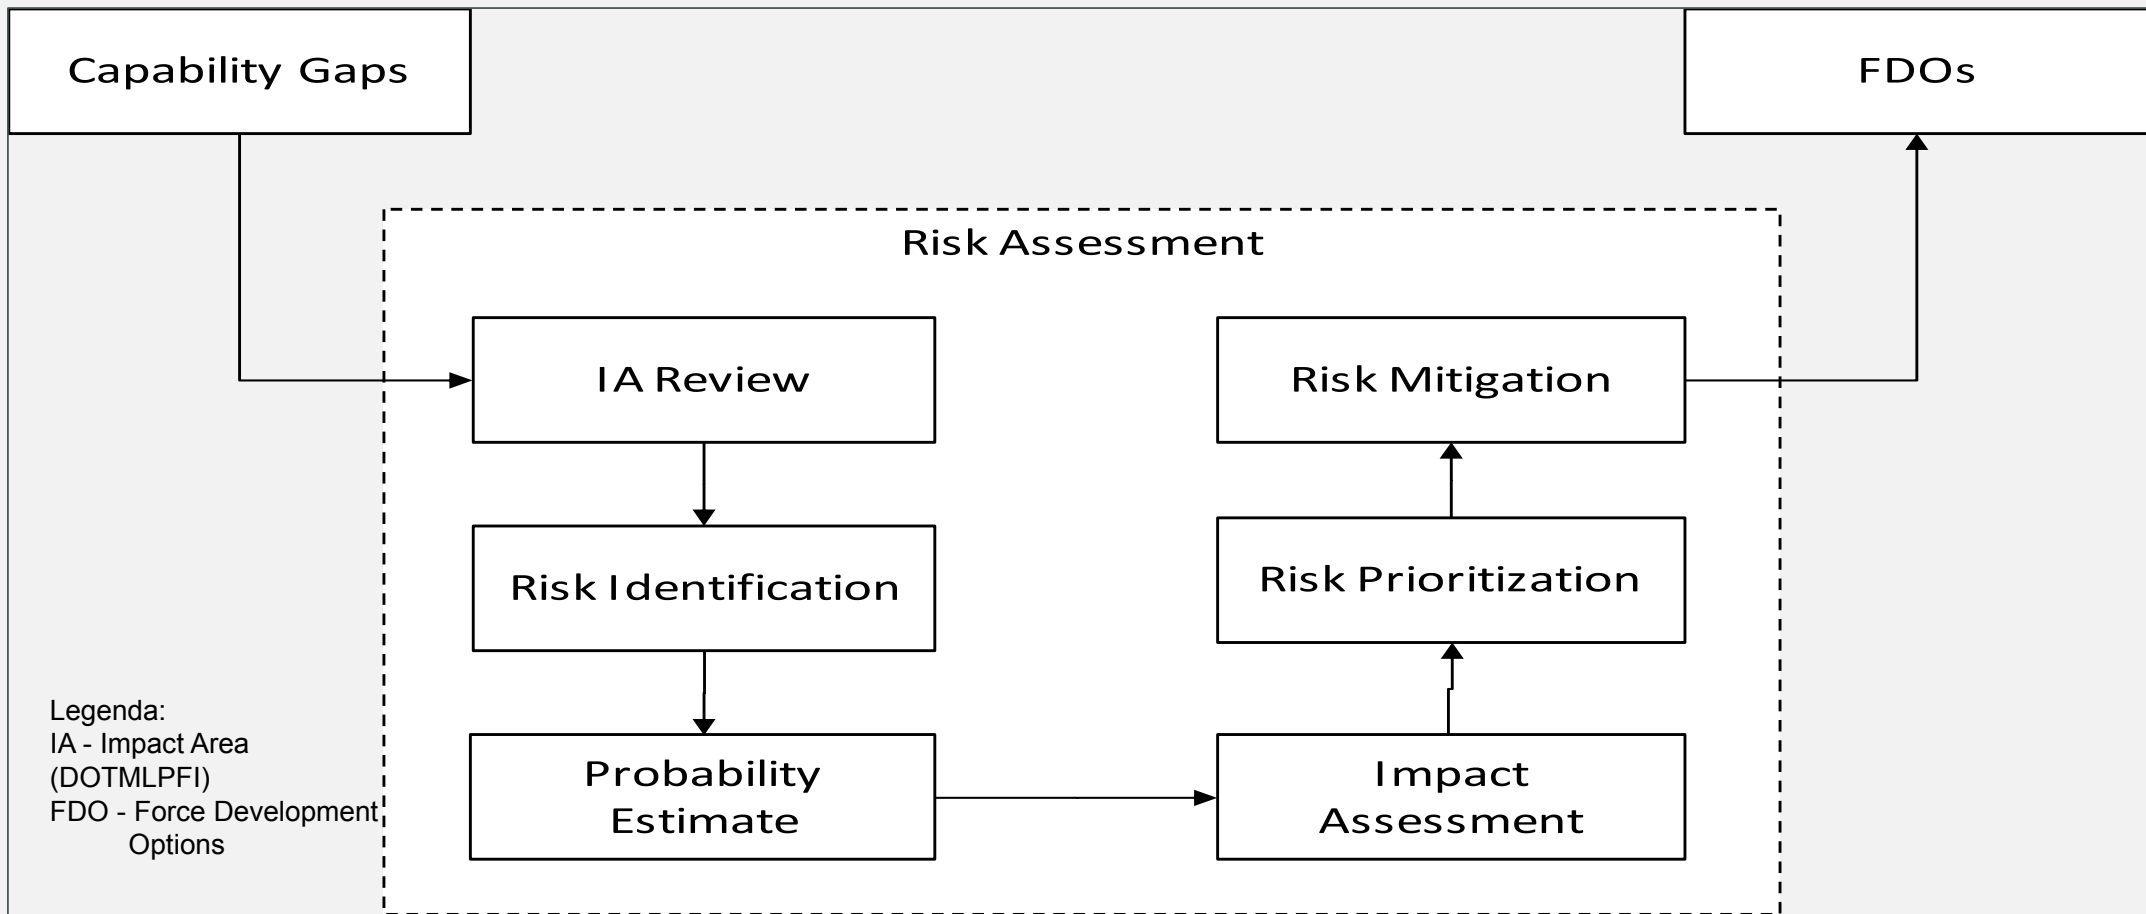 Capability Gaps
FDOs
Risk Assessment
IA Review
Risk Mitigation
Risk Identification
Risk Prioritization
Probability
Estimate
Impact
Assessment
Legenda:
IA - Impact Area
(DOTMLPFI)
FDO - Force Development
Options